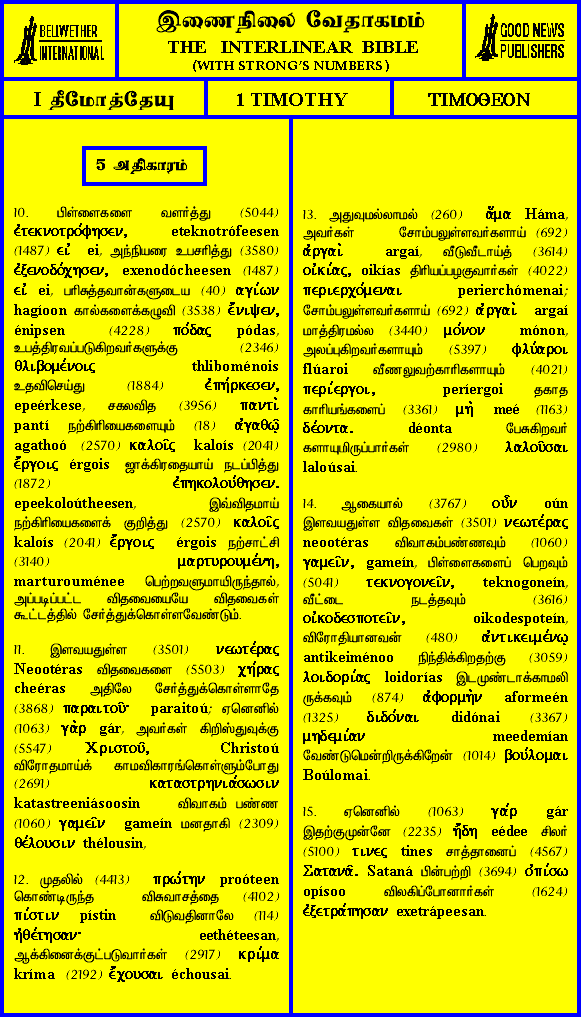 BELLWETHER
INTERNATIONAL
இணைநிலை வேதாகமம்
THE INTERLINEAR BIBLE
(WITH STRONG'S NUMBERS)
GOOD NEWS
PUBLISHERS
I தீமோத்தேயு
1 TIMOTHY
ΤΙΜΟΘΕΟΝ
5 அதிகாரம்
10. பிள்ளைகளை வளர்த்து (5044)
ἐτεκνοτρόφησεν, eteknotrófeesen
(1487) εἰ ei, அந்நியரை உபசரித்து (3580)
ἐξενοδόχησεν, exenodócheesen (1487)
εἰ ei, பரிசுத்தவான்களுடைய (40) αγίων
hagíoon கால்களைக்கழுவி (3538) ἔνιψεν,
énipsen (4228) πόδας pódas,
உபத்திரவப்படுகிறவர்களுக்கு (2346)
θλιβομένοις thliboménois
உதவிசெய்து (1884) ἐπήρκεσεν,
epeérkese, சகலவித (3956) παντὶ
pantí நற்கிரியைகளையும் (18) ἀγαθῷ
agathoó (2570) καλοῖς kaloís (2041)
ἔργοις érgois ஜாக்கிரதையாய் நடப்பித்து
(1872) ἐπηκολούθησεν.
epeekoloútheesen, இவ்விதமாய்
நற்கிரியைகளைக் குறித்து (2570) καλοῖς
kaloís (2041) ἔργοις érgois நற்சாட்சி
(3140) μαρτυρουμένη,
marturouménee பெற்றவளுமாயிருந்தால்,
அப்படிப்பட்ட விதவையையே விதவைகள்
கூட்டத்தில் சேர்த்துக்கொள்ளவேண்டும்.
11. இளவயதுள்ள (3501) νεωτέρας
Neootéras விதவைகளை (5503) χήρας
cheéras அதிலே சேர்த்துக்கொள்ளாதே
(3868) παραιτοῦ· paraitoú; ஏனெனில்
(1063) γὰρ gár, அவர்கள் கிறிஸ்துவுக்கு
(5547) Χριστοῦ, Christoú
விரோதமாய்க் காமவிகாரங்கொள்ளும்போது
(2691) καταστρηνιάσωσιν
katastreeniásoosin விவாகம் பண்ண
(1060) γαμεῖν gameín மனதாகி (2309)
θέλουσιν thélousin,
12. முதலில் (4413) πρώτην proóteen
கொண்டிருந்த விசுவாசத்தை (4102)
πίστιν pístin விடுவதினாலே (114)
ἠθέτησαν· eethéteesan,
ஆக்கினைக்குட்படுவார்கள் (2917) κρίμα
kríma (2192) ἔχουσαι échousai.
13. அதுவுமல்லாமல் (260) ἅμα Háma,
அவர்கள் சோம்பலுள்ளவர்களாய் (692)
ἀργαὶ argaí, வீடுவீடாய்த் (3614)
οἰκίας, oikías திரியப்பழகுவார்கள் (4022)
περιερχόμεναι perierchómenai;
சோம்பலுள்ளவர்களாய் (692) ἀργαὶ argaí
மாத்திரமல்ல (3440) μόνον mónon,
அலப்புகிறவர்களாயும் (5397) φλύαροι
flúaroi வீணலுவற்காரிகளாயும் (4021)
περίεργοι, períergoi தகாத
காரியங்களைப் (3361) μὴ meé (1163)
δέοντα. déonta பேசுகிறவர்
களாயுமிருப்பார்கள் (2980) λαλοῦσαι
laloúsai.
14. ஆகையால் (3767) οὖν oún
இளவயதுள்ள விதவைகள் (3501) νεωτέρας
neootéras விவாகம்பண்ணவும் (1060)
γαμεῖν, gameín, பிள்ளைகளைப் பெறவும்
(5041) τεκνογονεῖν, teknogoneín,
வீட்டை நடத்தவும் (3616)
οἰκοδεσποτεῖν, oikodespoteín,
விரோதியானவன் (480) ἀντικειμένῳ
antikeiménoo நிந்திக்கிறதற்கு (3059)
λοιδορίας loidorías இடமுண்டாக்காமலி
ருக்கவும் (874) ἀφορμὴν aformeén
(1325) διδόναι didónai (3367)
μηδεμίαν meedemían
வேண்டுமென்றிருக்கிறேன் (1014) βούλομαι
Boúlomai.
15. ஏனெனில் (1063) γάρ gár
இதற்குமுன்னே (2235) ἤδη eédee சிலர்
(5100) τινες tines சாத்தானைப் (4567)
Σατανᾶ. Sataná பின்பற்றி (3694) ὀπίσω
opísoo விலகிப்போனார்கள் (1624)
ἐξετράπησαν exetrápeesan.